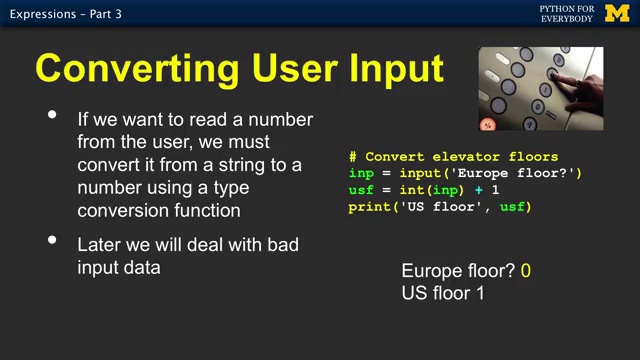 Expressions – Part 3
PYTHON FOR
EVERYBODY
M
Converting User Input
• If we want to read a number
from the user, we must
convert it from a string to a
number using a type
conversion function
• Later we will deal with bad
input data
# Convert elevator floors
inp = input('Europe floor?')
usf = int(inp) + 1
print('US floor', usf)
Europe floor? 0
US floor 1